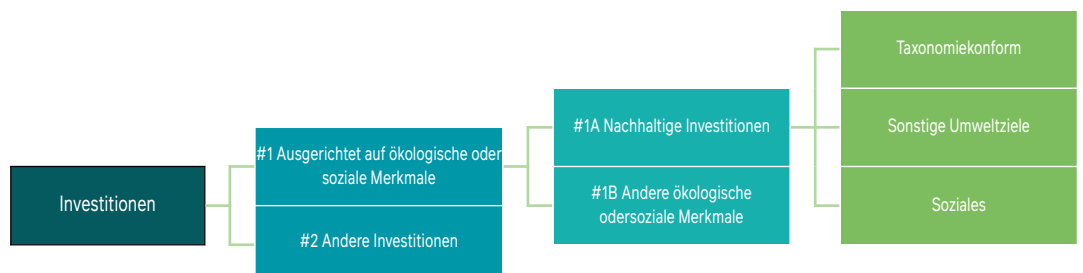 Investitionen
#1 Ausgerichtet auf ökologische oder
soziale Merkmale
#2 Andere Investitionen
#1A Nachhaltige Investitionen
#1B Andere ökologische
odersoziale Merkmale
Taxonomiekonform
Sonstige Umweltziele
Soziales